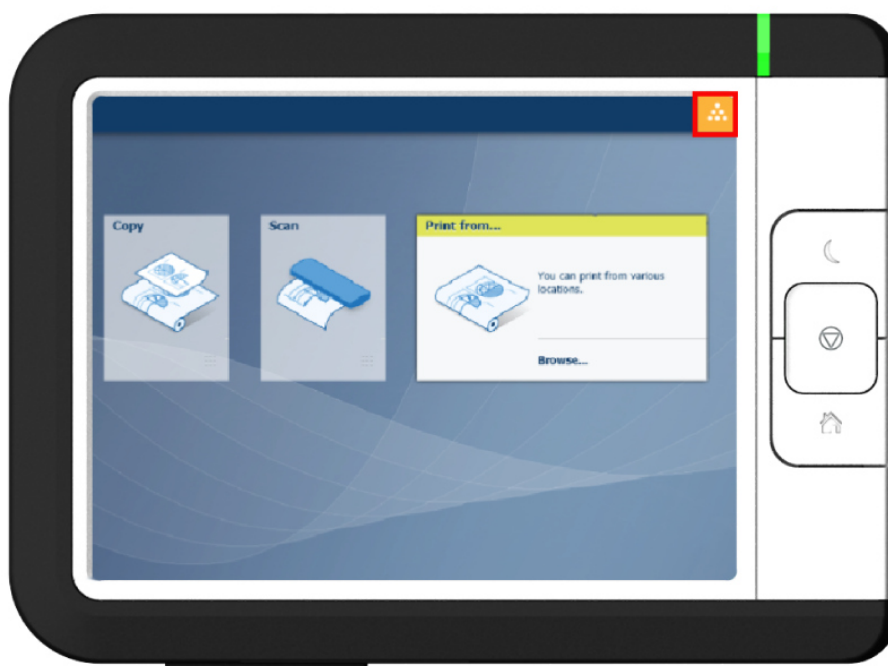 Copy
Scan
Print from...
You can print from various
locations.
Browse...